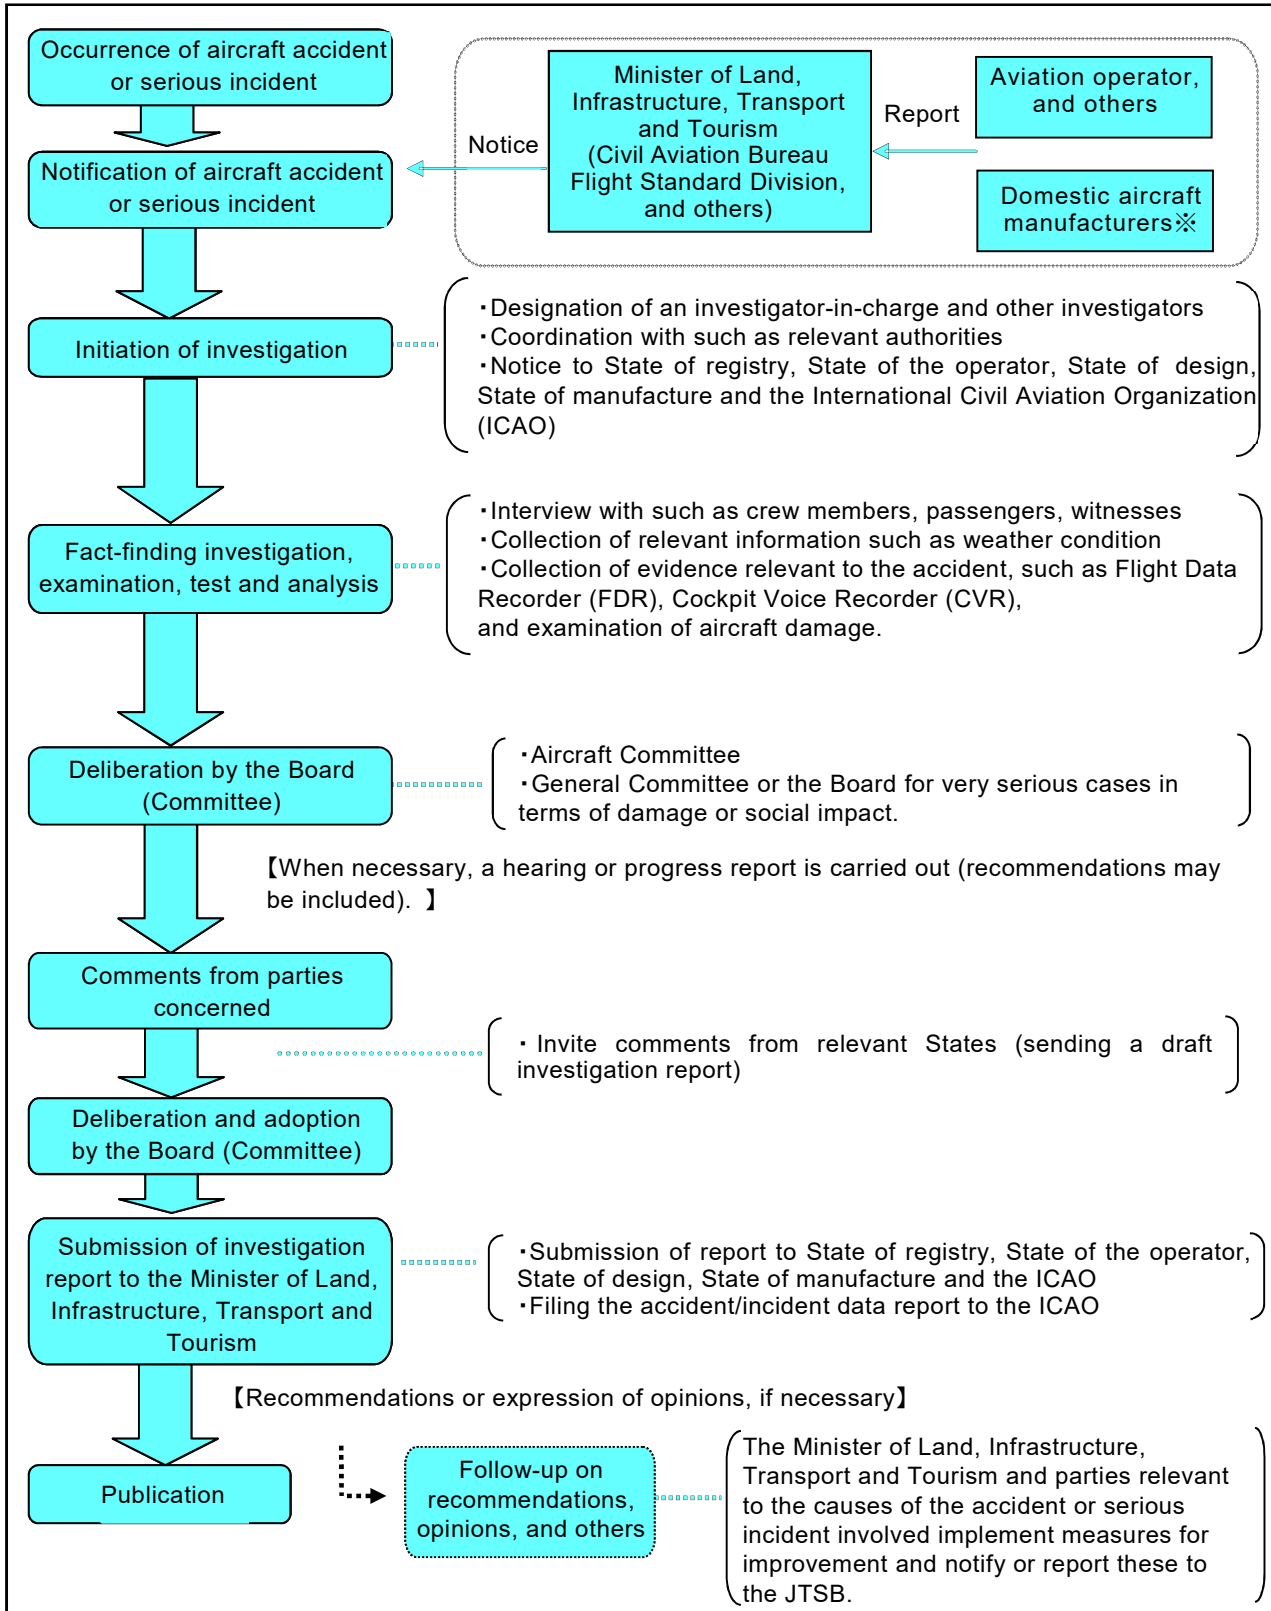 Occurrence of aircraft accident
or serious incident
Notification of aircraft accident
or serious incident
Notice
Minister of Land,
Infrastructure, Transport
and Tourism
(Civil Aviation Bureau
Flight Standard Division,
and others)
Report
Aviation operator,
and others
Domestic aircraft
manufacturers※
Initiation of investigation
・Designation of an investigator-in-charge and other investigators
・Coordination with such as relevant authorities
・Notice to State of registry, State of the operator, State of design,
State of manufacture and the International Civil Aviation Organization
(ICAO)
Fact-finding investigation,
examination, test and analysis
・Interview with such as crew members, passengers, witnesses
・Collection of relevant information such as weather condition
・Collection of evidence relevant to the accident, such as Flight Data
Recorder (FDR), Cockpit Voice Recorder (CVR),
and examination of aircraft damage.
Deliberation by the Board
(Committee)
・Aircraft Committee
・General Committee or the Board for very serious cases in
terms of damage or social impact.
【When necessary, a hearing or progress report is carried out (recommendations may
be included). 】
Comments from parties
concerned
・Invite comments from relevant States (sending a draft
investigation report)
Deliberation and adoption
by the Board (Committee)
Submission of investigation
report to the Minister of Land,
Infrastructure, Transport and
Tourism
・Submission of report to State of registry, State of the operator,
State of design, State of manufacture and the ICAO
・Filing the accident/incident data report to the ICAO
【Recommendations or expression of opinions, if necessary】
Publication
Follow-up on
recommendations,
opinions, and others
The Minister of Land, Infrastructure,
Transport and Tourism and parties relevant
to the causes of the accident or serious
incident involved implement measures for
improvement and notify or report these to
the JTSB.